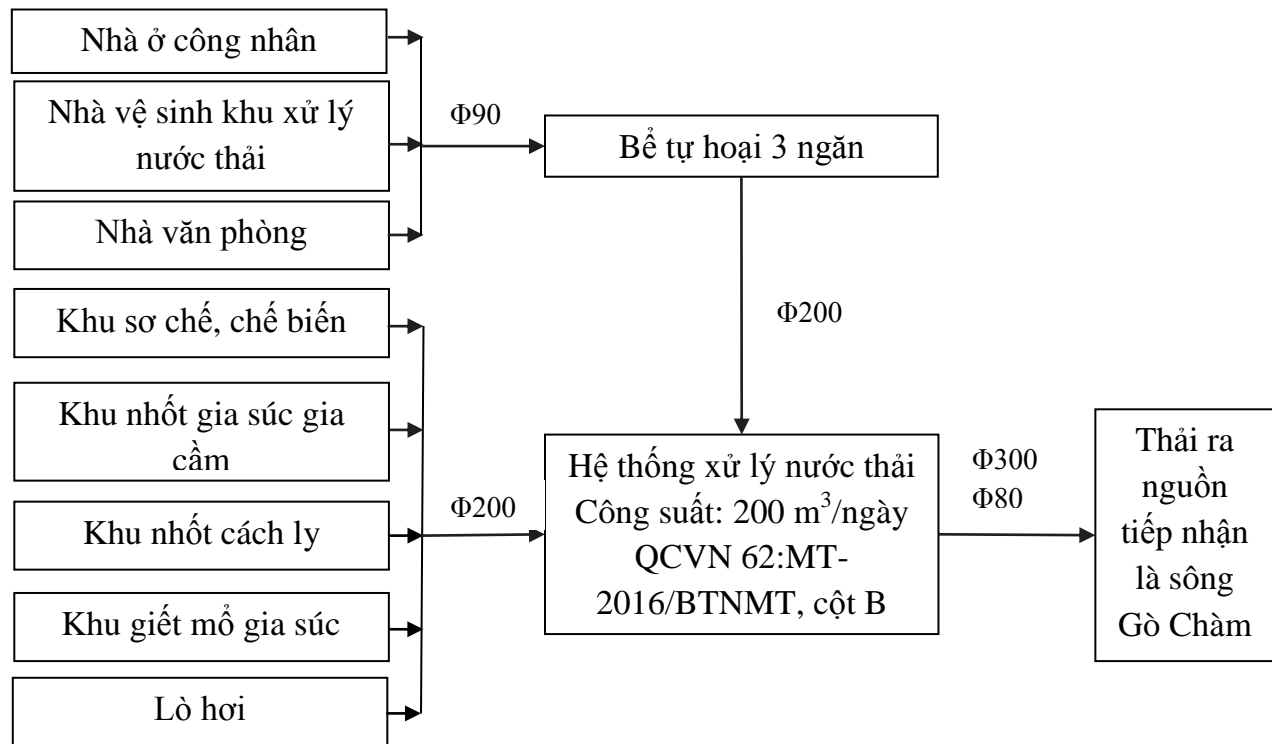 Nhà ở công nhân
Nhà vệ sinh khu xử lý
nước thải
Nhà văn phòng
Φ90
Bể tự hoại 3 ngăn
Φ200
Khu sơ chế, chế biến
Khu nhốt gia súc gia
cầm
Khu nhốt cách ly
Khu giết mổ gia súc
Lò hơi
Φ200
Hệ thống xử lý nước thải
Công suất: 200 m³/ngày
QCVN 62:MT-
2016/BTNMT, cột B
Φ300
Φ80
Thải ra
nguồn
tiếp nhận
là sông
Gò Chàm